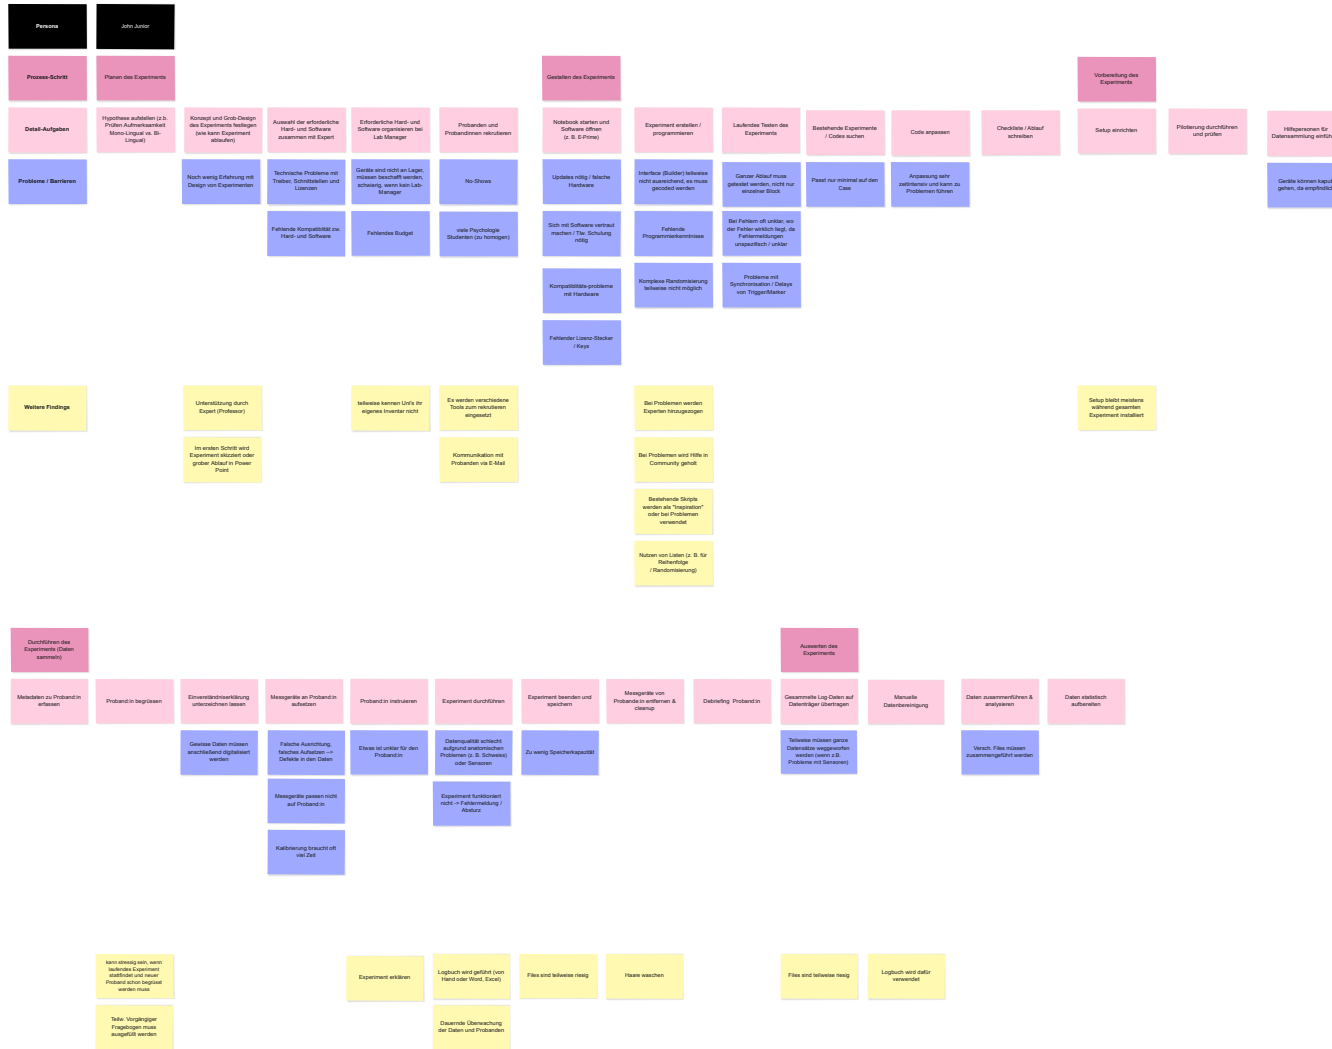 Persona
John Junior
Prozess-Schritt
Planen des Experiments
Gestalten des Experiments
Vorbereitung des
Experiments
Detail-Aufgaben
Hypothese aufstellen (z.b.
Prüfen Aufmerksamkeit
Mono-Lingual vs. Bi-
Lingual)
Konzept und Grob-Design
des Experiments festlegen
(wie kann Experiment
ablaufen)
Auswahl der erforderliche
Hard- und Software
zusammen mit Expert
Erforderliche Hard- und
Software organisieren bei
Lab Manager
Probanden und
Probandinnen rekrutieren
Notebook starten und
Software öffnen
(z. B. E-Prime)
Experiment erstellen /
programmieren
Laufendes Testen des
Experiments
Bestehende Experimente
/ Codes suchen
Code anpassen
Checkliste / Ablauf
schreiben
Setup einrichten
Pilotierung durchführen
und prüfen
Hilfspersonen für
Datensammlung einfüh
Probleme / Barrieren
Noch wenig Erfahrung mit
Design von Experimenten
Technische Probleme mit
Treiber, Schnittstellen und
Lizenzen
Geräte sind nicht an Lager,
müssen beschafft werden,
schwierig, wenn kein Lab-
Manager
No-Shows
Updates nötig / falsche
Hardware
Interface (Builder) teilweise
nicht ausreichend, es muss
gecoded werden
Ganzer Ablauf muss
getestet werden, nicht nur
einzelner Block
Passt nur minimal auf den
Case
Anpassung sehr
zeitintensiv und kann zu
Problemen führen
Geräte können kaput
gehen, da empfindlic
Fehlende Kompatibilität zw.
Hard- und Software
Fehlendes Budget
viele Psychologie
Studenten (zu homogen)
Sich mit Software vertraut
machen / Tlw. Schulung
nötig
Fehlende
Programmierkenntnisse
Bei Fehlern oft unklar, wo
der Fehler wirklich liegt, da
Fehlermeldungen
unspezifisch / unklar
Kompatiblitäts-probleme
mit Hardware
Komplexe Randomisierung
teilweise nicht möglich
Probleme mit
Synchronisation / Delays
von Trigger/Marker
Fehlender Lizenz-Stecker
/ Keys
Weitere Findings
Unterstützung durch
Expert (Professor)
teilweise kennen Uni's ihr
eigenes Inventar nicht
Es werden verschiedene
Tools zum rekrutieren
eingesetzt
Bei Problemen werden
Experten hinzugezogen
Setup bleibt meistens
während gesamten
Experiment installiert
Im ersten Schritt wird
Experiment skizziert oder
grober Ablauf in Power
Point
Kommunikation mit
Probanden via E-Mail
Bei Problemen wird Hilfe in
Community geholt
Bestehende Skripts
werden als "Inspiration"
oder bei Problemen
verwendet
Nutzen von Listen (z. B. für
Reihenfolge
/ Randomisierung)
Durchführen des
Experiments (Daten
sammeln)
Auswerten des
Experiments
Metadaten zu Proband:in
erfassen
Proband:in begrüssen
Einverständniserklärung
unterzeichnen lassen
Messgeräte an Proband:in
aufsetzen
Proband:in instruieren
Experiment durchführen
Experiment beenden und
speichern
Messgeräte von
Probands:in entfernen &
cleanup
Debriefing Proband:in
Gesammelte Log-Daten auf
Datenträger übertragen
Manuelle
Datenbereinigung
Daten zusammenführen &
analysieren
Daten statistisch
aufbereiten
Gewisse Daten müssen
anschließend digitalisiert
werden
Falsche Ausrichtung,
falsches Aufsetzen -->
Defekte in den Daten
Etwas ist unklar für den
Proband:in
Datenqualität schlecht
aufgrund anatomischen
Problemen (z. B. Schweiss)
oder Sensoren
Zu wenig Speicherkapazität
Teilweise müssen ganze
Datensätze weggeworfen
werden (wenn z.B.
Probleme mit Sensoren)
Versch. Files müssen
zusammengeführt werden
Messgeräte passen nicht
auf Proband:in
Experiment funktioniert
nicht -> Fehlermeldung /
Absturz
Kalibrierung braucht oft
viel Zeit
kann stressig sein, wenn
laufendes Experiment
stattfindet und neuer
Proband schon begrüsst
werden muss
Experiment erklären
Logbuch wird geführt (von
Hand oder Word, Excel)
Files sind teilweise riesig
Haare waschen
Files sind teilweise riesig
Logbuch wird dafür
verwendet
Teilw. Vorgängiger
Fragebogen muss
ausgefüllt werden
Dauernde Überwachung
der Daten und Probanden